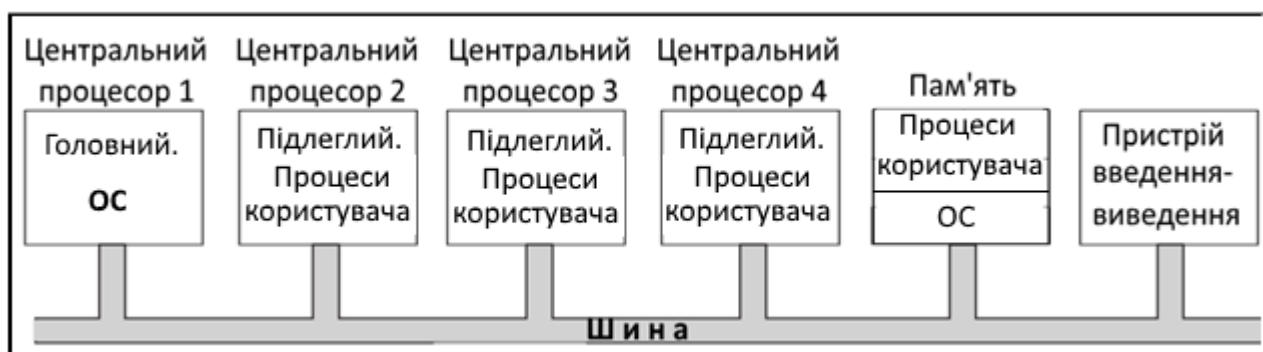 Центральний
процесор 1
Головний.
ОС
Центральний
процесор 2
Підлеглий.
Процеси
користувача
Центральний
процесор 3
Підлеглий.
Процеси
користувача
Центральний
процесор 4
Підлеглий.
Процеси
користувача
Пам'ять
Процеси
користувача
ОС
Пристрій
введення-
виведення
Шина